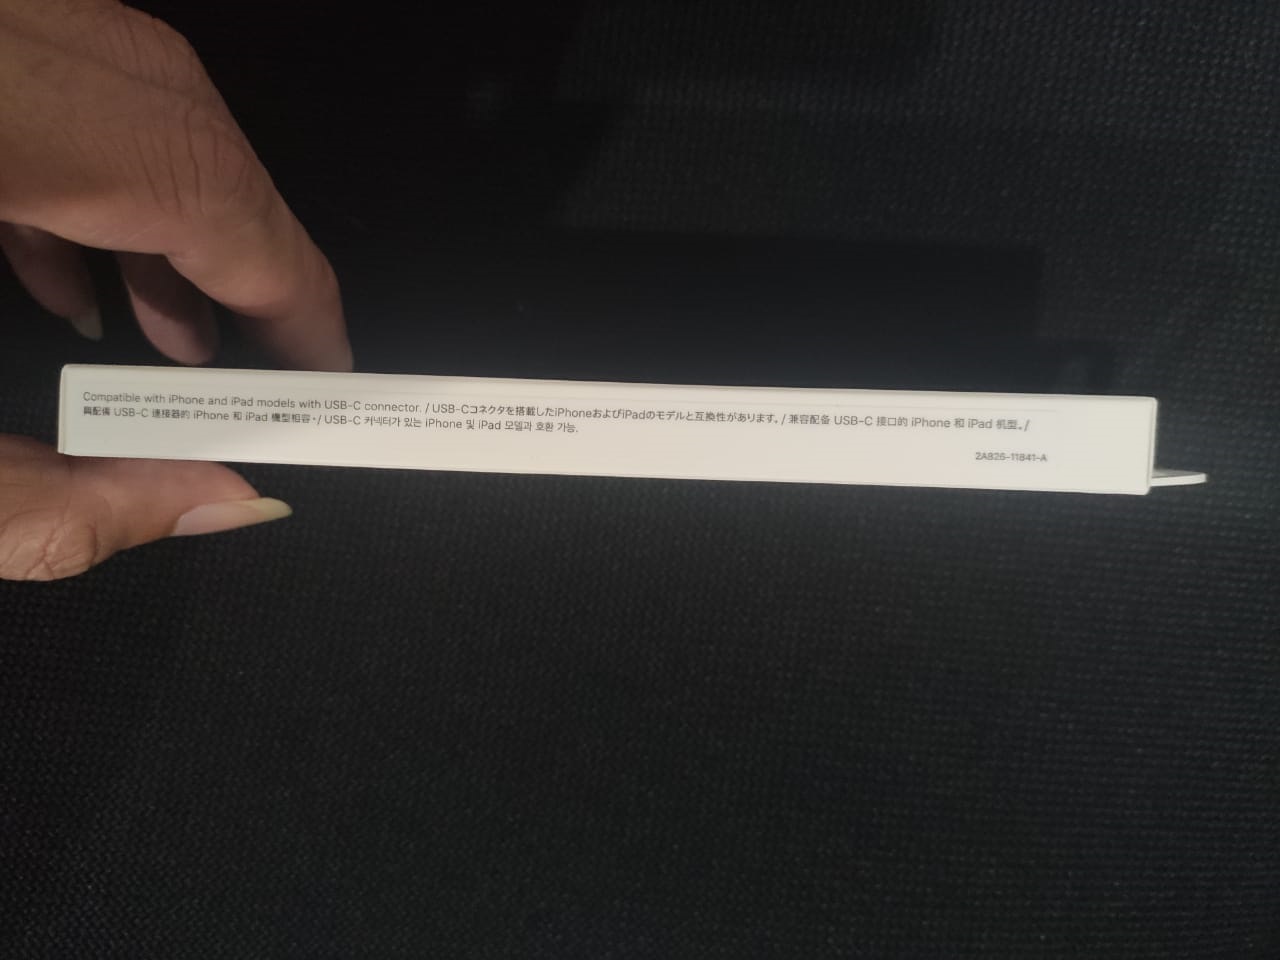 Compatible with iPhone and iPad models with USB-C connector. / USB-Cコネクタを搭載したiPhoneおよびiPadのモデルと互換性があります。/ 兼容配备 USB-C 接口的 iPhone 和 iPad 机型。/
與配備 USB-C 連接器的 iPhone 和 iPad 機型相容。/ USB-C 커넥터가 있는 iPhone 및 iPad 모델과 호환 가능.
2A826-11841-A